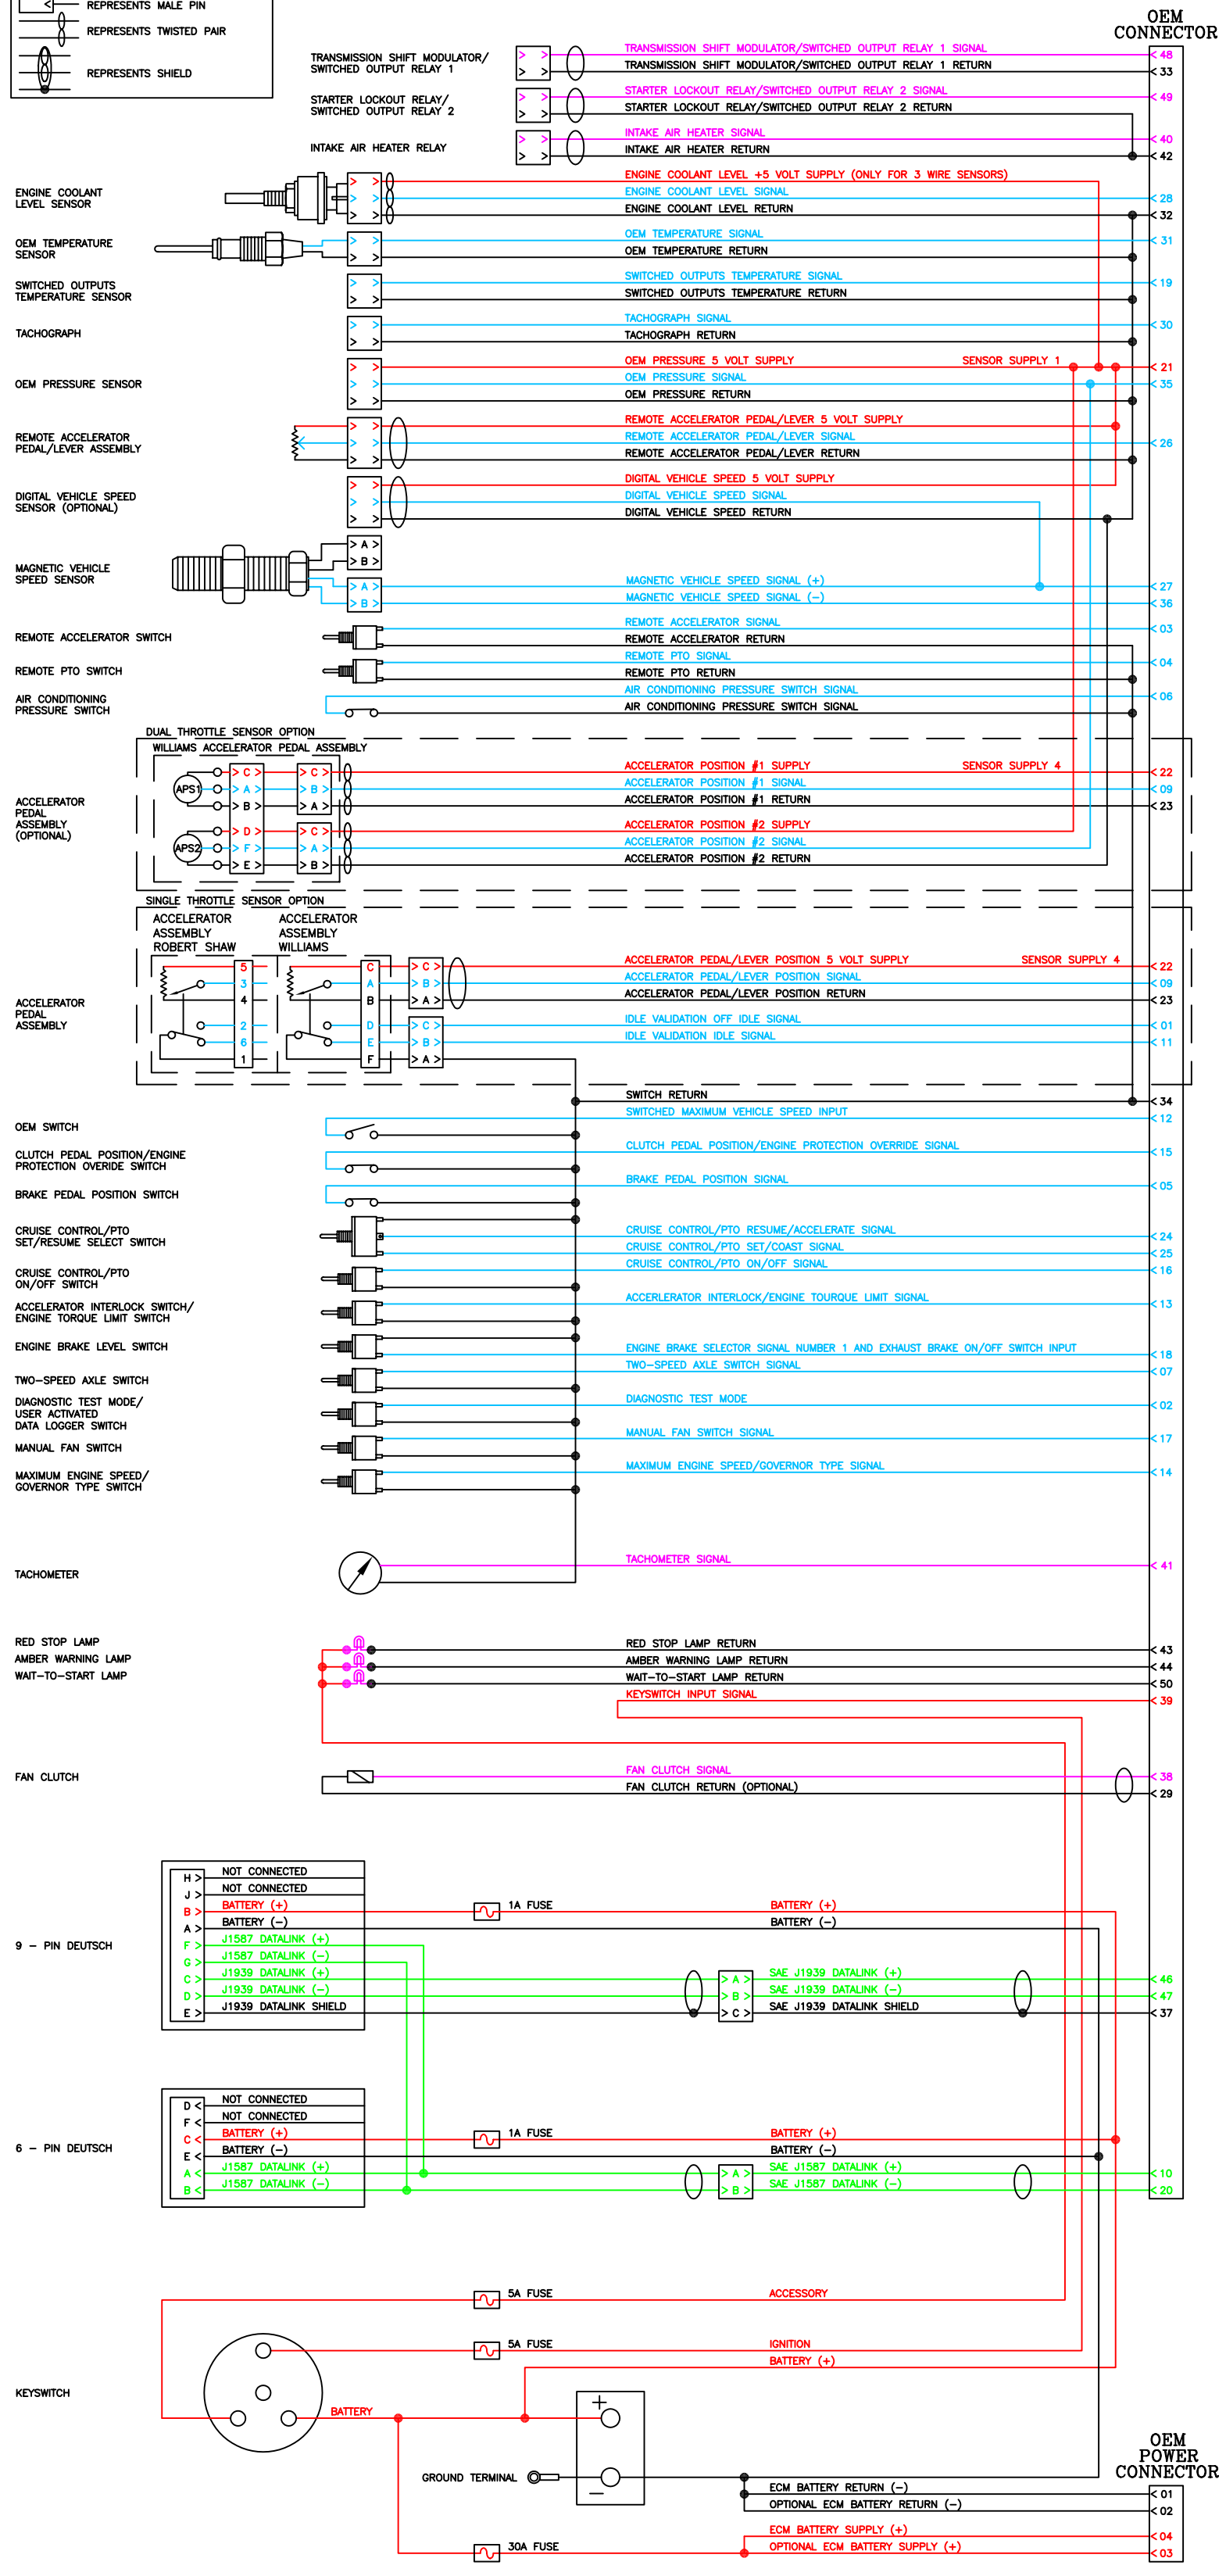 REPRESENTS MALE PIN
REPRESENTS TWISTED PAIR
REPRESENTS SHIELD
OEM
CONNECTOR
TRANSMISSION SHIFT MODULATOR/
SWITCHED OUTPUT RELAY 1
TRANSMISSION SHIFT MODULATOR/SWITCHED OUTPUT RELAY 1 SIGNAL
48
TRANSMISSION SHIFT MODULATOR/SWITCHED OUTPUT RELAY 1 RETURN
33
STARTER LOCKOUT RELAY/
SWITCHED OUTPUT RELAY 2
STARTER LOCKOUT RELAY/SWITCHED OUTPUT RELAY 2 SIGNAL
49
STARTER LOCKOUT RELAY/SWITCHED OUTPUT RELAY 2 RETURN
INTAKE AIR HEATER RELAY
INTAKE AIR HEATER SIGNAL
40
INTAKE AIR HEATER RETURN
42
ENGINE COOLANT
LEVEL SENSOR
ENGINE COOLANT LEVEL +5 VOLT SUPPLY (ONLY FOR 3 WIRE SENSORS)
ENGINE COOLANT LEVEL SIGNAL
28
ENGINE COOLANT LEVEL RETURN
32
OEM TEMPERATURE
SENSOR
OEM TEMPERATURE SIGNAL
31
OEM TEMPERATURE RETURN
SWITCHED OUTPUTS
TEMPERATURE SENSOR
SWITCHED OUTPUTS TEMPERATURE SIGNAL
19
SWITCHED OUTPUTS TEMPERATURE RETURN
TACHOGRAPH
TACHOGRAPH SIGNAL
30
TACHOGRAPH RETURN
OEM PRESSURE SENSOR
OEM PRESSURE 5 VOLT SUPPLY
SENSOR SUPPLY 1
21
OEM PRESSURE SIGNAL
35
OEM PRESSURE RETURN
REMOTE ACCELERATOR
PEDAL/LEVER ASSEMBLY
REMOTE ACCELERATOR PEDAL/LEVER 5 VOLT SUPPLY
REMOTE ACCELERATOR PEDAL/LEVER SIGNAL
26
REMOTE ACCELERATOR PEDAL/LEVER RETURN
DIGITAL VEHICLE SPEED
SENSOR (OPTIONAL)
DIGITAL VEHICLE SPEED 5 VOLT SUPPLY
DIGITAL VEHICLE SPEED SIGNAL
DIGITAL VEHICLE SPEED RETURN
MAGNETIC VEHICLE
SPEED SENSOR
A
B
A
B
MAGNETIC VEHICLE SPEED SIGNAL (+)
27
MAGNETIC VEHICLE SPEED SIGNAL (-)
36
REMOTE ACCELERATOR SWITCH
REMOTE ACCELERATOR SIGNAL
03
REMOTE ACCELERATOR RETURN
REMOTE PTO SWITCH
REMOTE PTO SIGNAL
04
REMOTE PTO RETURN
AIR CONDITIONING
PRESSURE SWITCH
AIR CONDITIONING PRESSURE SWITCH SIGNAL
06
AIR CONDITIONING PRESSURE SWITCH SIGNAL
DUAL THROTTLE SENSOR OPTION
WILLIAMS ACCELERATOR PEDAL ASSEMBLY
ACCELERATOR
PEDAL
ASSEMBLY
(OPTIONAL)
APS1
C C
A B
B A
ACCELERATOR POSITION #1 SUPPLY
SENSOR SUPPLY 4
22
ACCELERATOR POSITION #1 SIGNAL
09
ACCELERATOR POSITION #1 RETURN
23
APS2
D C
F A
E B
ACCELERATOR POSITION #2 SUPPLY
ACCELERATOR POSITION #2 SIGNAL
ACCELERATOR POSITION #2 RETURN
SINGLE THROTTLE SENSOR OPTION
ACCELERATOR
ASSEMBLY
ROBERT SHAW
ACCELERATOR
ASSEMBLY
WILLIAMS
ACCELERATOR
PEDAL
ASSEMBLY
5 C C
3 A B
4 B A
2 D C
6 E B
1 F A
ACCELERATOR PEDAL/LEVER POSITION 5 VOLT SUPPLY
SENSOR SUPPLY 4
22
ACCELERATOR PEDAL/LEVER POSITION SIGNAL
09
ACCELERATOR PEDAL/LEVER POSITION RETURN
23
IDLE VALIDATION OFF IDLE SIGNAL
01
IDLE VALIDATION IDLE SIGNAL
11
SWITCH RETURN
34
OEM SWITCH
SWITCHED MAXIMUM VEHICLE SPEED INPUT
12
CLUTCH PEDAL POSITION/ENGINE
PROTECTION OVERIDE SWITCH
CLUTCH PEDAL POSITION/ENGINE PROTECTION OVERRIDE SIGNAL
15
BRAKE PEDAL POSITION SWITCH
BRAKE PEDAL POSITION SIGNAL
05
CRUISE CONTROL/PTO
SET/RESUME SELECT SWITCH
CRUISE CONTROL/PTO RESUME/ACCELERATE SIGNAL
24
CRUISE CONTROL/PTO SET/COAST SIGNAL
25
CRUISE CONTROL/PTO
ON/OFF SWITCH
CRUISE CONTROL/PTO ON/OFF SIGNAL
16
ACCELERATOR INTERLOCK SWITCH/
ENGINE TORQUE LIMIT SWITCH
ACCERLERATOR INTERLOCK/ENGINE TOURQUE LIMIT SIGNAL
13
ENGINE BRAKE LEVEL SWITCH
ENGINE BRAKE SELECTOR SIGNAL NUMBER 1 AND EXHAUST BRAKE ON/OFF SWITCH INPUT
18
TWO-SPEED AXLE SWITCH
TWO-SPEED AXLE SWITCH SIGNAL
07
DIAGNOSTIC TEST MODE/
USER ACTIVATED
DATA LOGGER SWITCH
DIAGNOSTIC TEST MODE
02
MANUAL FAN SWITCH
MANUAL FAN SWITCH SIGNAL
17
MAXIMUM ENGINE SPEED/
GOVERNOR TYPE SWITCH
MAXIMUM ENGINE SPEED/GOVERNOR TYPE SIGNAL
14
TACHOMETER
TACHOMETER SIGNAL
41
RED STOP LAMP
RED STOP LAMP RETURN
43
AMBER WARNING LAMP
AMBER WARNING LAMP RETURN
44
WAIT-TO-START LAMP
WAIT-TO-START LAMP RETURN
50
KEYSWITCH INPUT SIGNAL
39
FAN CLUTCH
FAN CLUTCH SIGNAL
38
FAN CLUTCH RETURN (OPTIONAL)
29
9 - PIN DEUTSCH
H NOT CONNECTED
J NOT CONNECTED
B BATTERY (+) 1A FUSE BATTERY (+)
A BATTERY (-) BATTERY (-)
F J1587 DATALINK (+)
G J1587 DATALINK (-)
C J1939 DATALINK (+) A SAE J1939 DATALINK (+) 46
D J1939 DATALINK (-) B SAE J1939 DATALINK (-) 47
E J1939 DATALINK SHIELD C SAE J1939 DATALINK SHIELD 37
6 - PIN DEUTSCH
D NOT CONNECTED
F NOT CONNECTED
C BATTERY (+) 1A FUSE BATTERY (+)
E BATTERY (-) BATTERY (-)
A J1587 DATALINK (+) A SAE J1587 DATALINK (+) 10
B J1587 DATALINK (-) B SAE J1587 DATALINK (-) 20
5A FUSE ACCESSORY
5A FUSE IGNITION
BATTERY (+)
KEYSWITCH
BATTERY
+
GROUND TERMINAL
-
OEM
POWER
CONNECTOR
ECM BATTERY RETURN (-) 01
OPTIONAL ECM BATTERY RETURN (-) 02
ECM BATTERY SUPPLY (+) 04
30A FUSE OPTIONAL ECM BATTERY SUPPLY (+) 03